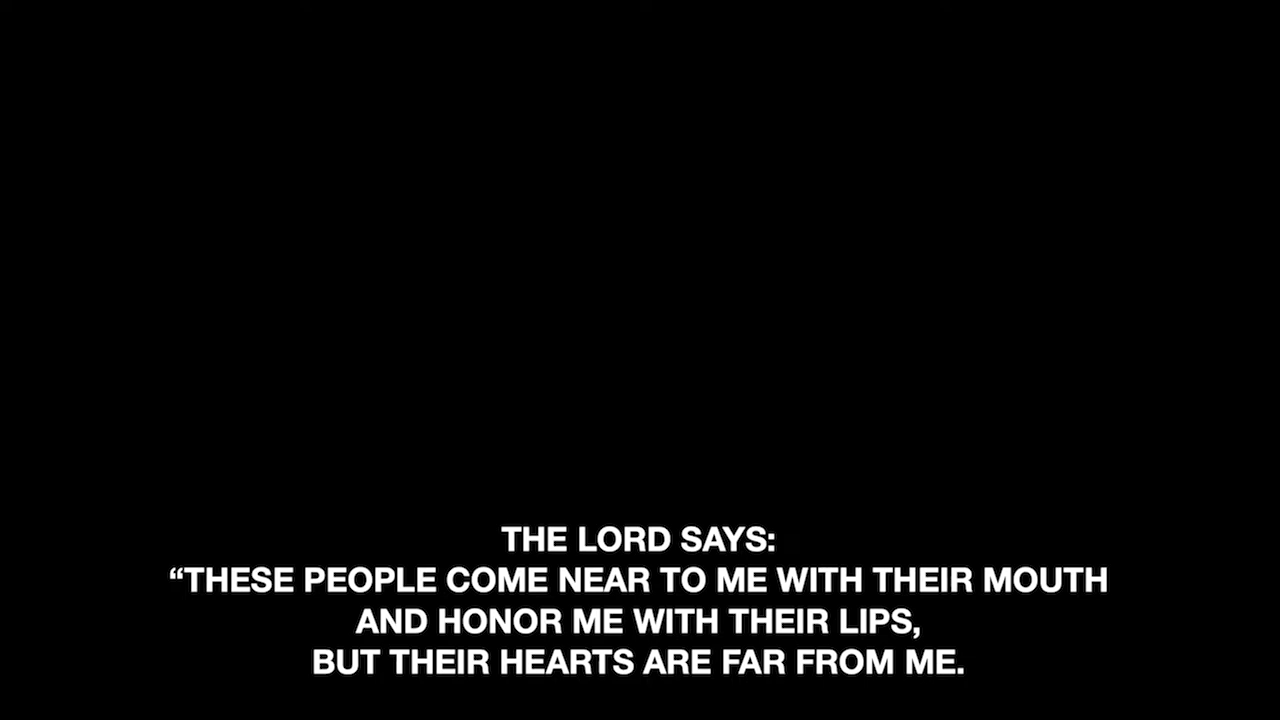 THE LORD SAYS:
“THESE PEOPLE COME NEAR TO ME WITH THEIR MOUTH
AND HONOR ME WITH THEIR LIPS,
BUT THEIR HEARTS ARE FAR FROM ME.